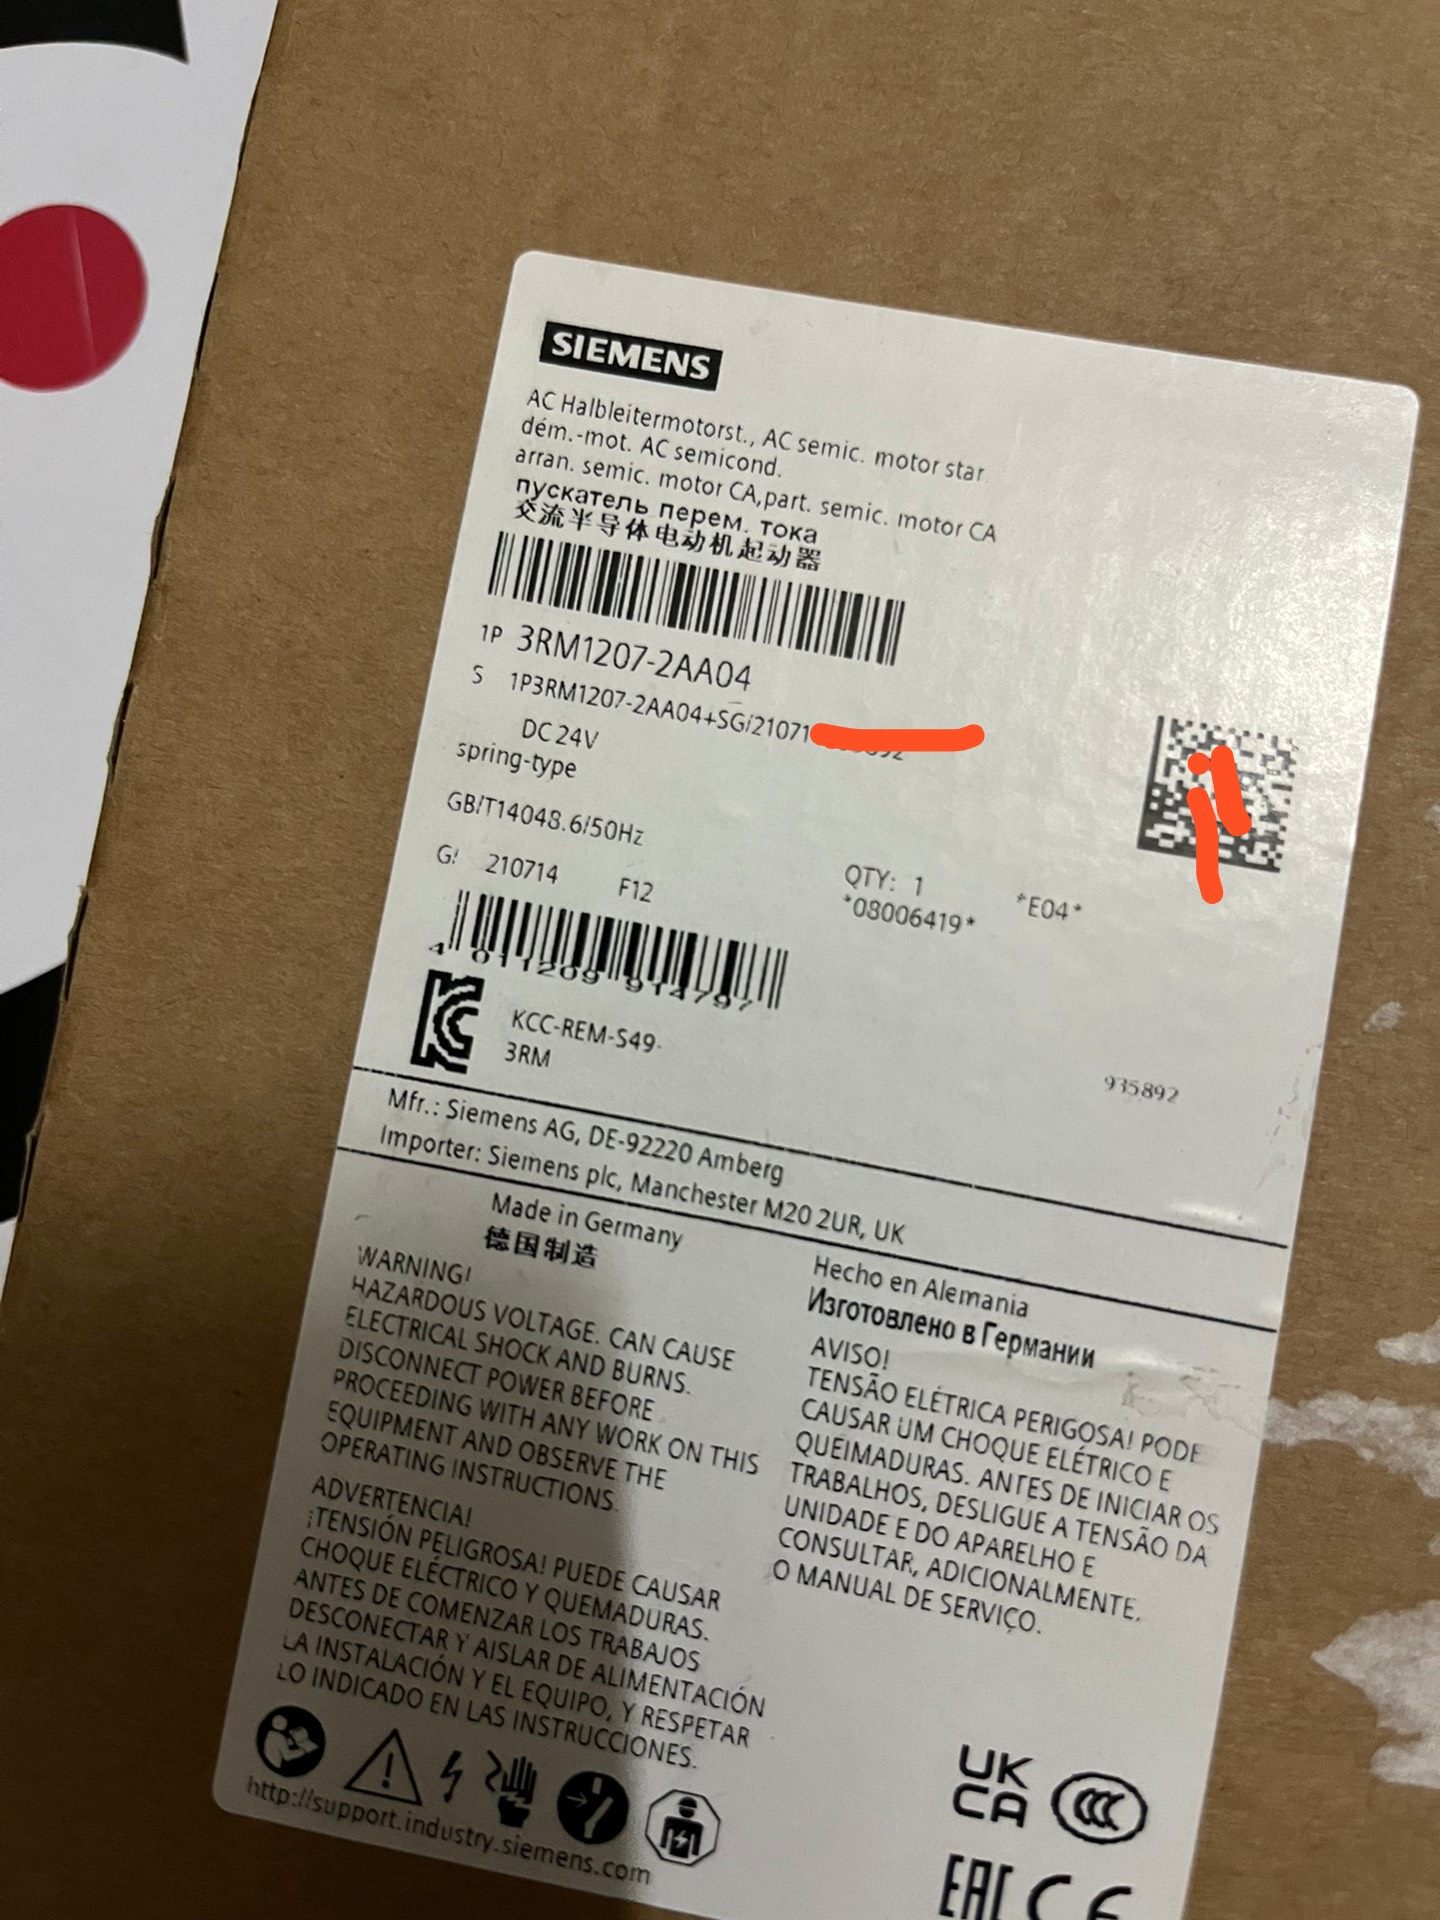 SIEMENS
AC Halbleitermotorst., AC semic. motor star
dém.-mot. AC semicond.
arran. semic. motor CA,part. semic. motor CA
пускатель перем. тока
交流半导体电动机起动器
1P 3RM1207-2AA04
S 1P3RM1207-2AA04+SG/21071
DC 24V
spring-type
GB/T14048.6/50Hz
G/ 210714 F12
QTY: 1 *E04*
*08006419*
4 011209 914797
KCC-REM-S49-
3RM
935892
Mfr.: Siemens AG, DE-92220 Amberg
Importer: Siemens plc, Manchester M20 2UR, UK
Made in Germany
德国制造
Hecho en Alemania
Изготовлено в Германии
WARNING!
HAZARDOUS VOLTAGE. CAN CAUSE
ELECTRICAL SHOCK AND BURNS.
DISCONNECT POWER BEFORE
PROCEEDING WITH ANY WORK ON THIS
EQUIPMENT AND OBSERVE THE
OPERATING INSTRUCTIONS.
ADVERTENCIA!
¡TENSIÓN PELIGROSA! PUEDE CAUSAR
CHOQUE ELÉCTRICO Y QUEMADURAS.
ANTES DE COMENZAR LOS TRABAJOS
DESCONECTAR Y AISLAR DE ALIMENTACIÓN
LA INSTALACIÓN Y EL EQUIPO, Y RESPETAR
LO INDICADO EN LAS INSTRUCCIONES.
AVISO!
TENSÃO ELÉTRICA PERIGOSA! PODE
CAUSAR UM CHOQUE ELÉTRICO E
QUEIMADURAS. ANTES DE INICIAR OS
TRABALHOS, DESLIGUE A TENSÃO DA
UNIDADE E DO APARELHO E
CONSULTAR, ADICIONALMENTE,
O MANUAL DE SERVIÇO.
http://support.industry.siemens.com
UK
CA
CCC
EAC CE